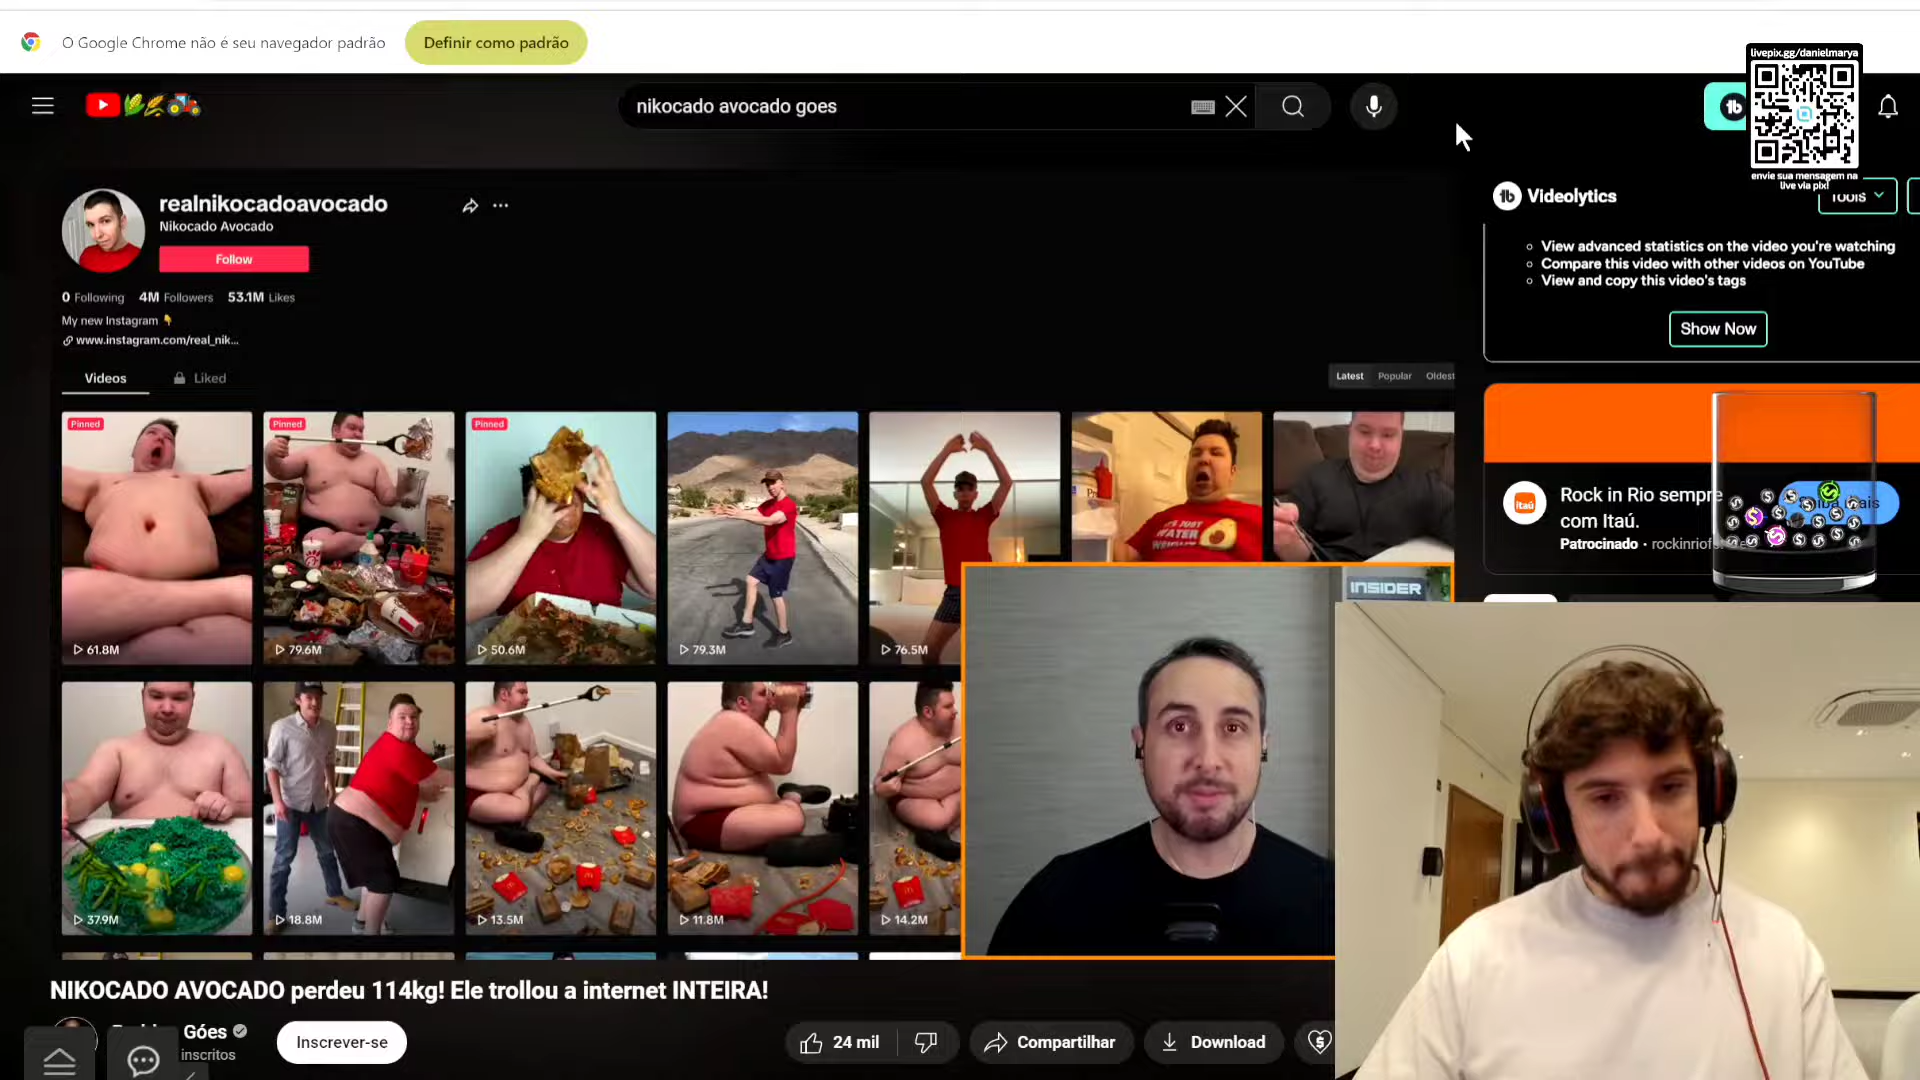 O Google Chrome não é seu navegador padrão
Definir como padrão
livepix.gg/danielmarya
envie sua mensagem na
live via pix!
nikocado avocado goes
realnikocadoavocado
Nikocado Avocado
Follow
0 Following 4M Followers 53.1M Likes
My new Instagram
www.instagram.com/real_nik...
Videos
Liked
Latest Popular Oldest
Videolytics
Tools
View advanced statistics on the video you're watching
Compare this video with other videos on YouTube
View and copy this video's tags
Show Now
Pinned
Pinned
Pinned
IT'S JUST
WATER
61.8M
79.6M
50.6M
79.3M
76.5M
37.9M
18.8M
13.5M
11.8M
14.2M
itaú
Rock in Rio sempre
com Itaú.
Patrocinado
INSIDER
NIKOCADO AVOCADO perdeu 114kg! Ele trollou a internet INTEIRA!
Góes
inscritos
Inscrever-se
24 mil
Compartilhar
Download